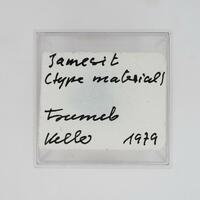 Jamesit
(type material)
Tsumeb
Keller 1979